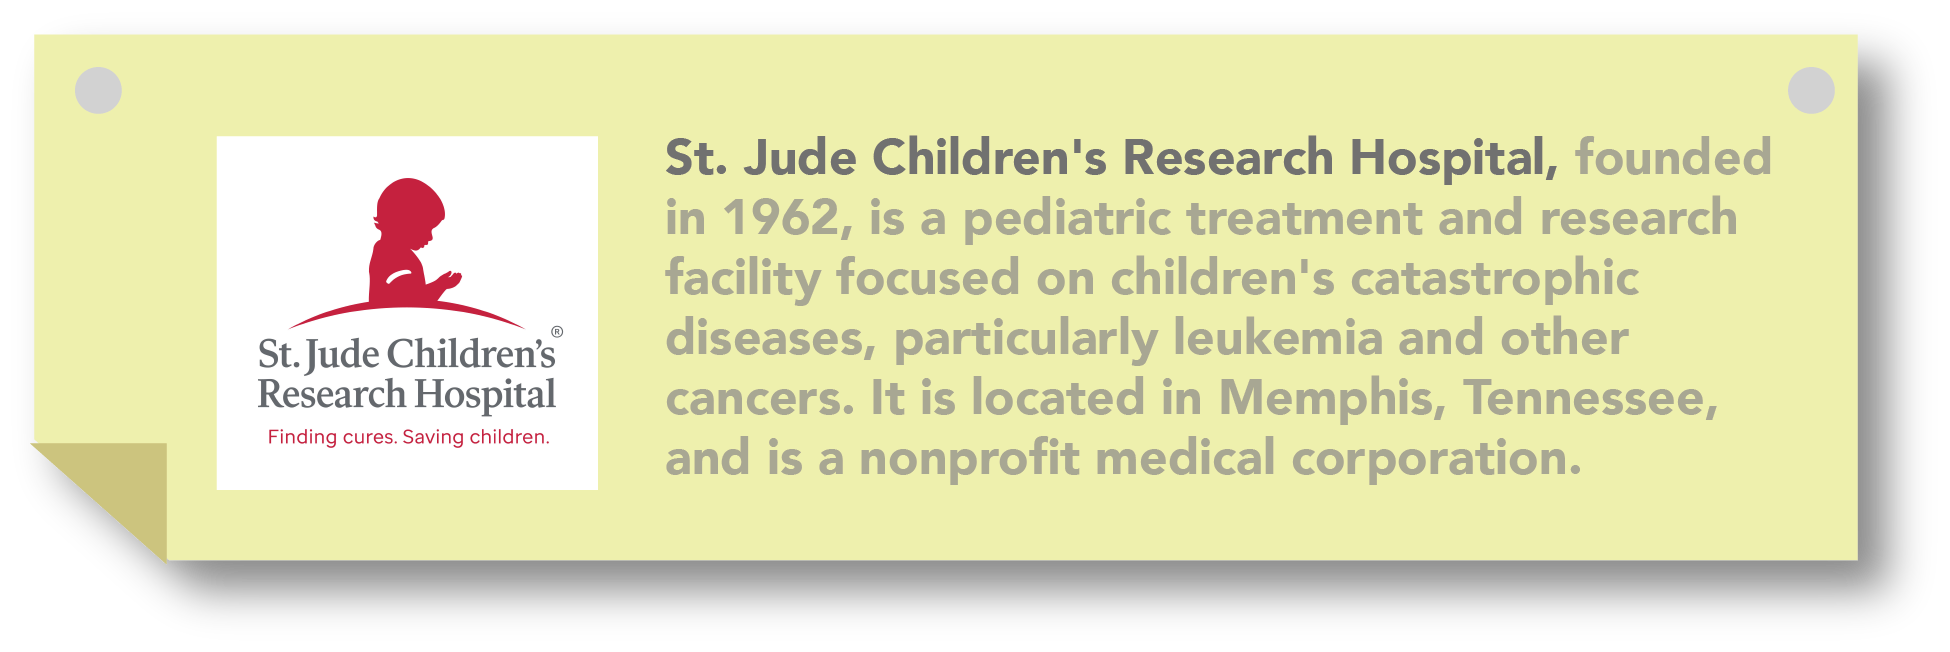 St. Jude Children's®
Research Hospital
Finding cures. Saving children.
St. Jude Children's Research Hospital, founded
in 1962, is a pediatric treatment and research
facility focused on children's catastrophic
diseases, particularly leukemia and other
cancers. It is located in Memphis, Tennessee,
and is a nonprofit medical corporation.